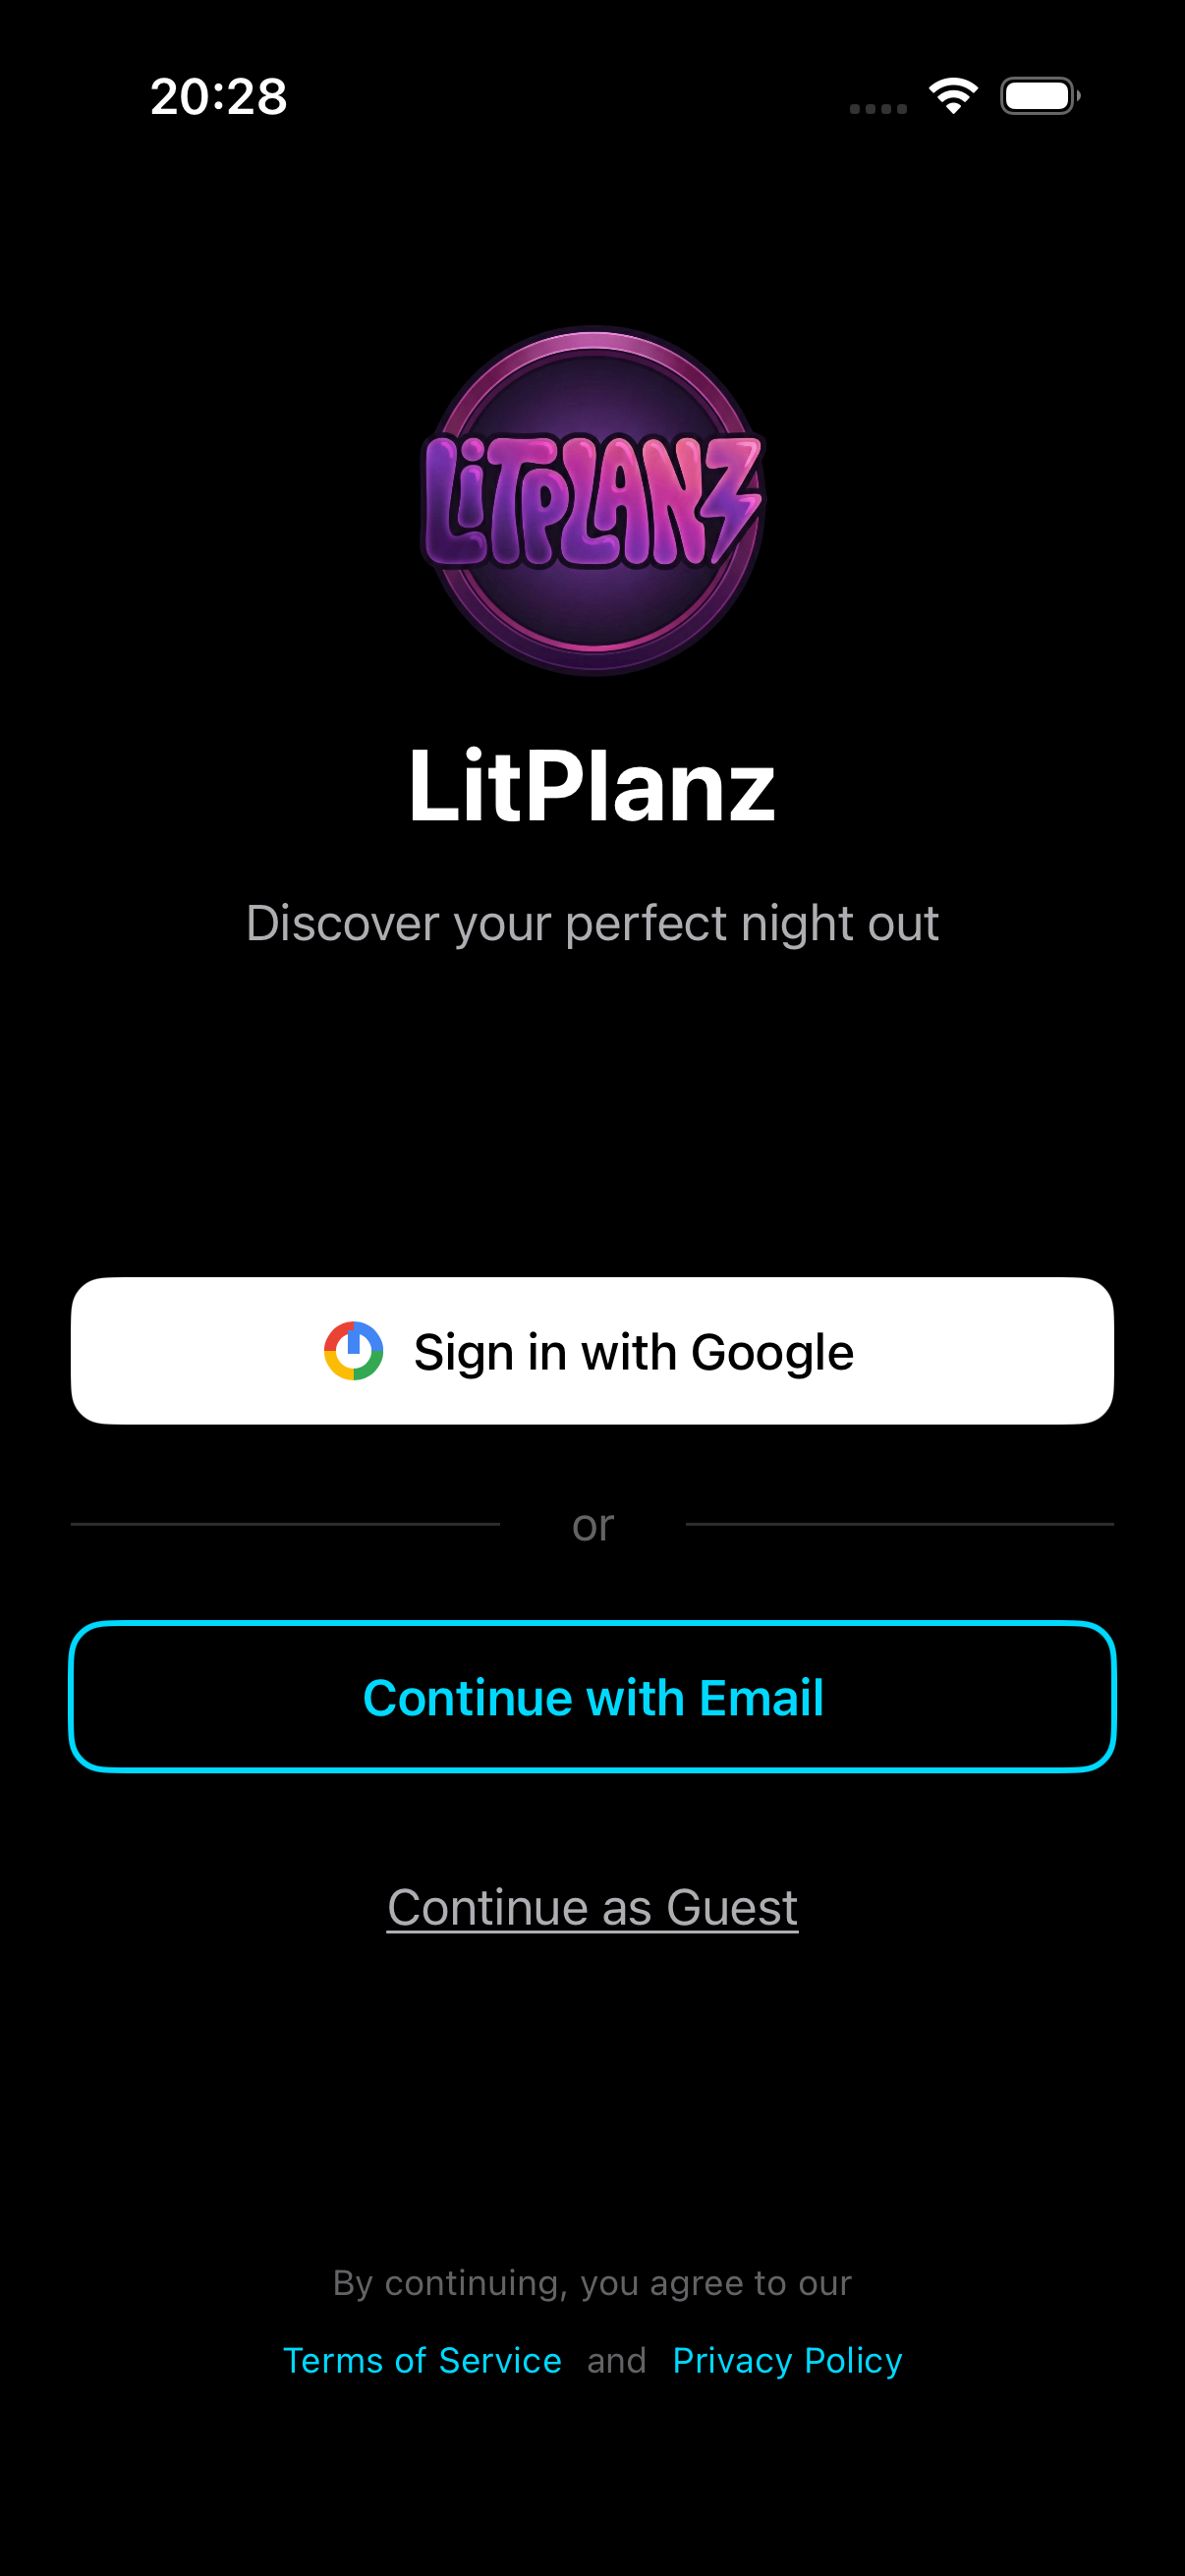 20:28
LiTPLANZ
LitPlanz
Discover your perfect night out
Sign in with Google
or
Continue with Email
Continue as Guest
By continuing, you agree to our
Terms of Service and Privacy Policy